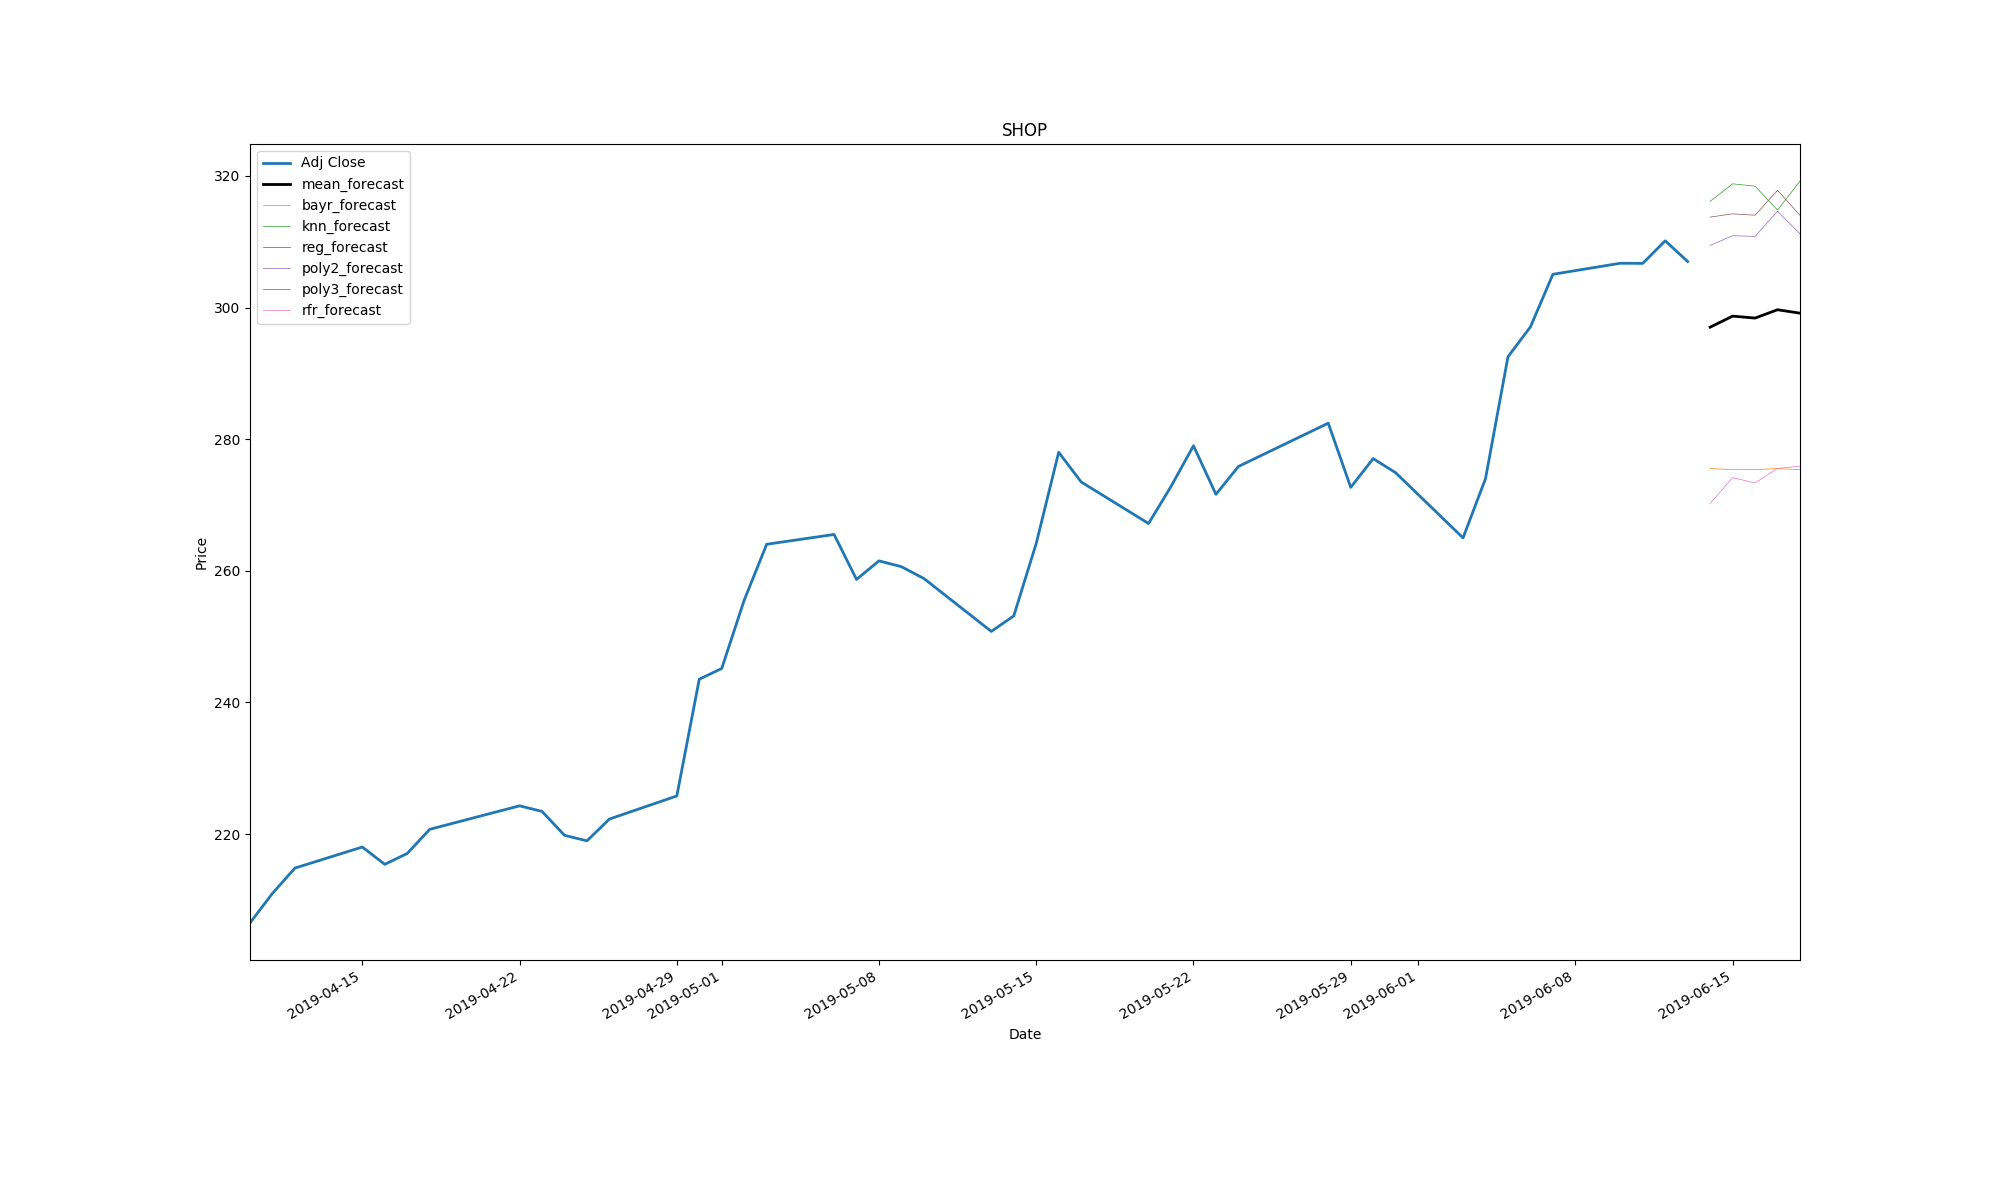 SHOP
320
300
280
260
240
220
Price
Adj Close
mean_forecast
bayr_forecast
knn_forecast
reg_forecast
poly2_forecast
poly3_forecast
rfr_forecast
2019-04-15
2019-04-22
2019-04-29
2019-05-01
2019-05-08
2019-05-15
2019-05-22
2019-05-29
2019-06-01
2019-06-08
2019-06-15
Date